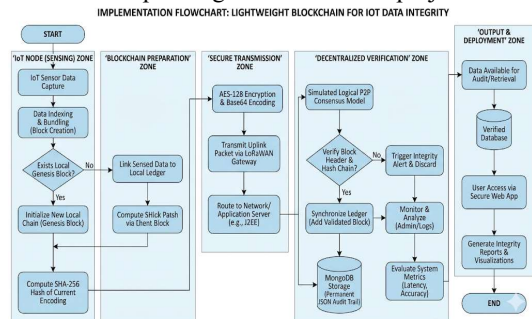 IMPLEMENTATION FLOWCHART: LIGHTWEIGHT BLOCKCHAIN FOR IOT DATA INTEGRITY
START
'IoT NODE (SENSING) ZONE
IoT Sensor Data
Capture
Data Indexing
& Bundling
(Block Creation)
Exists Local
Genesis Block?
No
Yes
Initialize New Local
Chain (Genesis Block)
Compute SHA-256
Hash of Current
Encoding
'BLOCKCHAIN PREPARATION'
ZONE
Link Sensed Data to
Local Ledger
Compute SHick Patsh
via Dhent Block
'SECURE TRANSMISSION'
ZONE
AES-128 Encryption
& Base64 Encoding
Transmit Uplink
Packet via LoRaWAN
Gateway
Route to Network/
Application Server
(e.g., J2EE)
'DECENTRALIZED VERIFICATION' ZONE
Simulated Logical P2P
Consensus Model
Verify Block
Header &
Hash Chain?
No
Trigger Integrity
Alert & Discard
Yes
Synchronize Ledger
(Add Validated Block)
Monitor &
Analyze
(Admin/Logs)
MongoDB
Storage
(Permanent
JSON Audit Trail)
Evaluate System
Metrics
(Latency,
Accuracy)
'OUTPUT &
DEPLOYMENT' ZONE
Data Available for
Audit/Retrieval
Verified
Database
User Access via
Secure Web App
Generate Integrity
Reports &
Visualizations
END